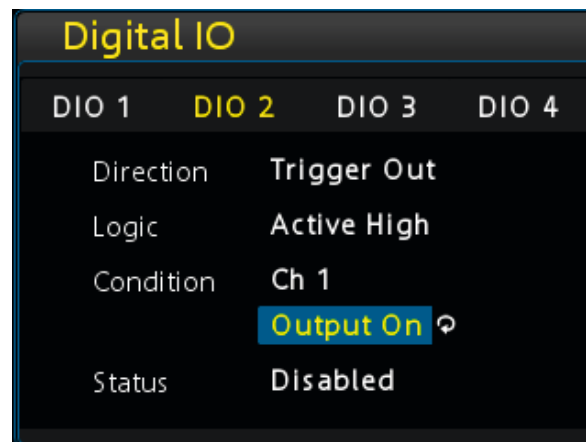 Digital IO
DIO 1 DIO 2 DIO 3 DIO 4
Direction Trigger Out
Logic Active High
Condition Ch 1
Output On
Status Disabled